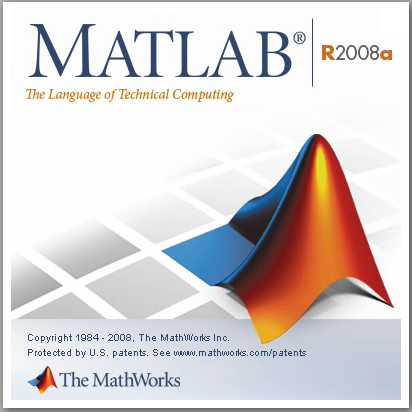 MATLAB® R2008a
The Language of Technical Computing
Copyright 1984 - 2008, The MathWorks Inc.
Protected by U.S. patents. See www.mathworks.com/patents
The MathWorks